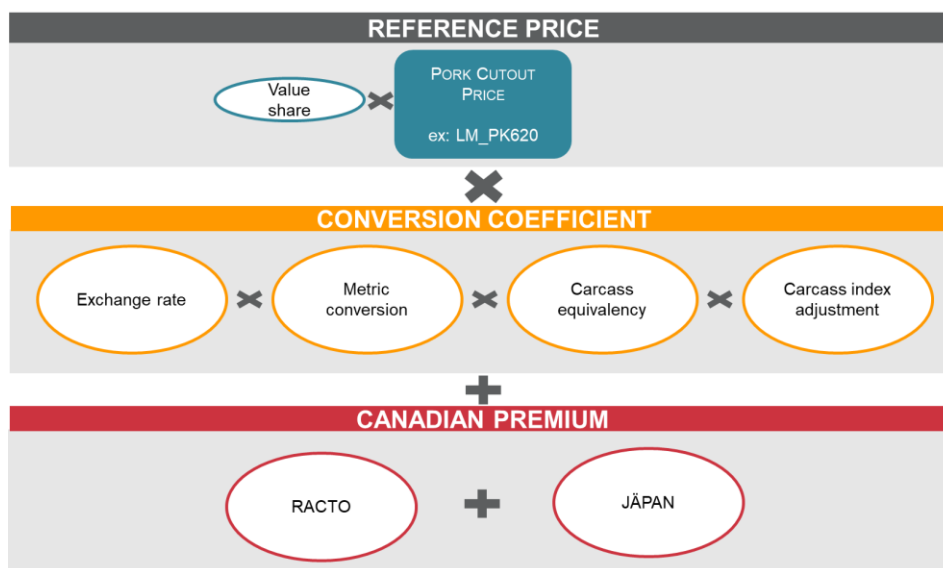 REFERENCE PRICE
Value
share
PORK CUTOUT
PRICE
ex: LM_PK620
CONVERSION COEFFICIENT
Exchange rate
Metric
conversion
Carcass
equivalency
Carcass index
adjustment
CANADIAN PREMIUM
RACTO
JÄPAN